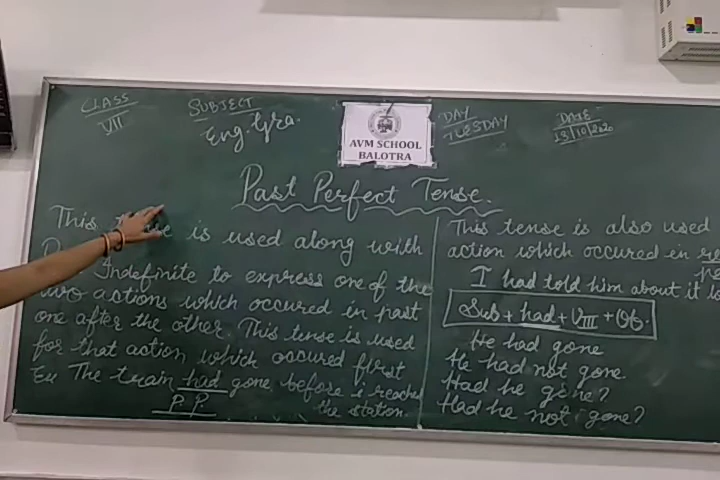 CLASS
VII
SUBJECT
Eng. Gra.
AVM SCHOOL
BALOTRA
DAY
TUESDAY
DATE
13/10/2020
Past Perfect Tense.
This is used along with
Indefinite to express one of the
two actions which occured in past
one after the other. This tense is used
for that action which occured first
Ex The train had gone before i reached
the station.
P.P.
This tense is also used
action which occured in
I had told him about it
Sub + had + VIII + Ob.
He had gone
He had not gone.
Had he gone?
Had he not gone?